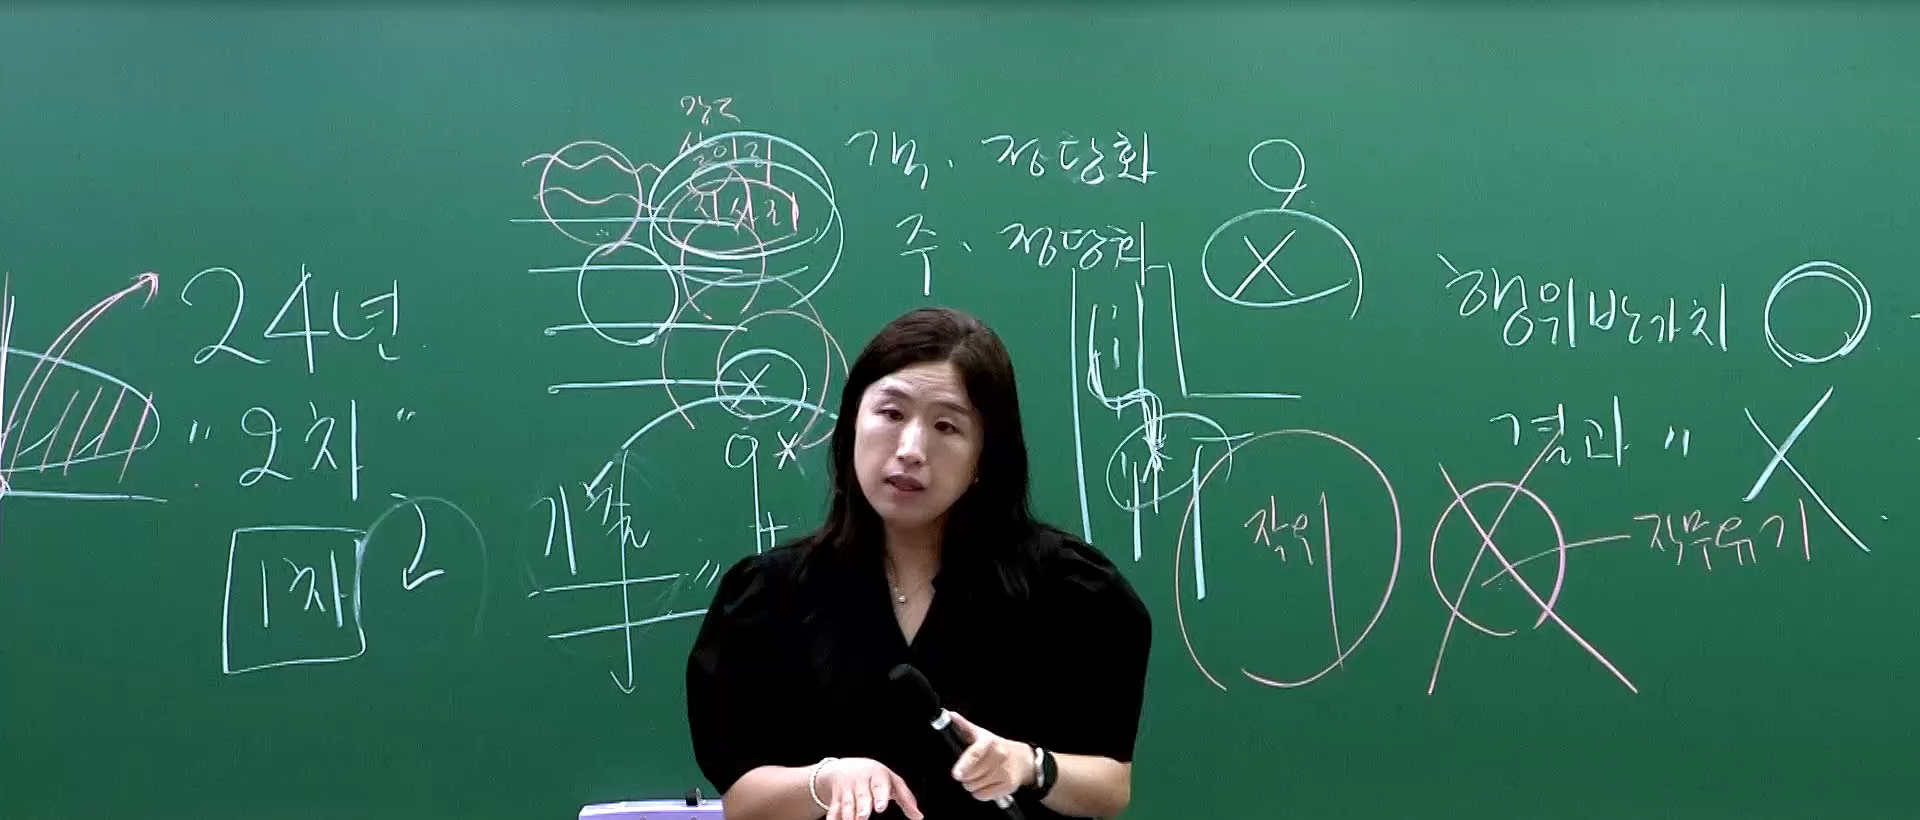 24년
"2차"
1차
기출
객. 정당화
주. 정당화
X
행위반가치 ○
결과 〃 X
작위
직무유기